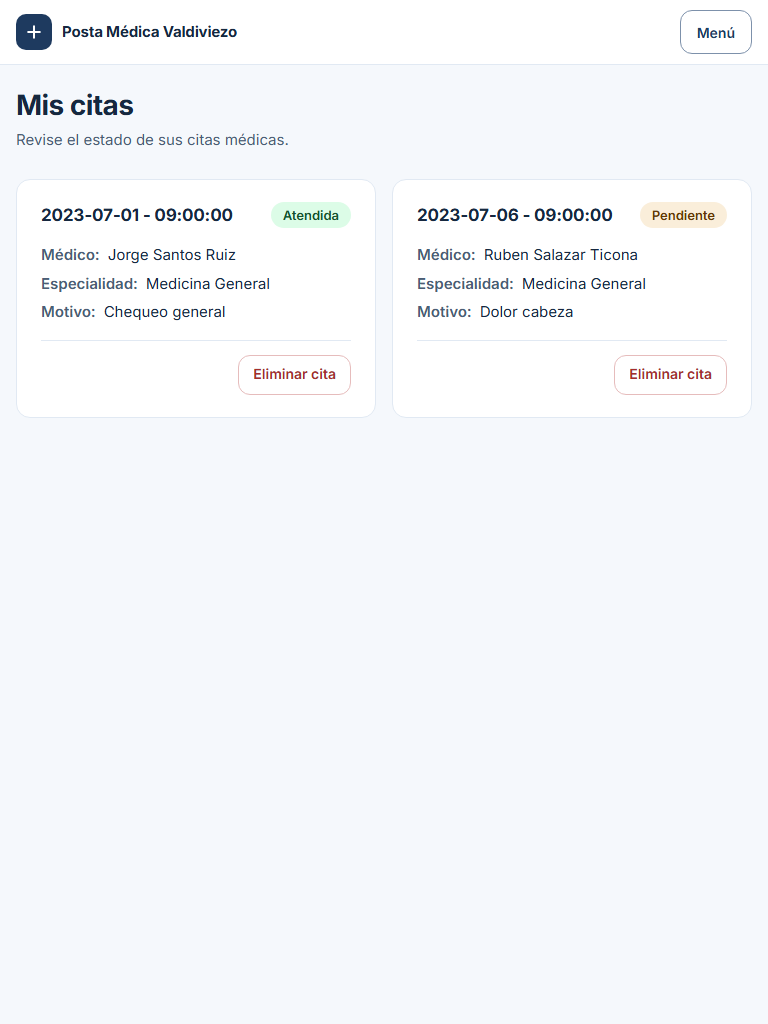 Posta Médica Valdiviezo
Menú
Mis citas
Revise el estado de sus citas médicas.
2023-07-01 - 09:00:00
Atendida
Médico: Jorge Santos Ruiz
Especialidad: Medicina General
Motivo: Chequeo general
Eliminar cita
2023-07-06 - 09:00:00
Pendiente
Médico: Ruben Salazar Ticona
Especialidad: Medicina General
Motivo: Dolor cabeza
Eliminar cita